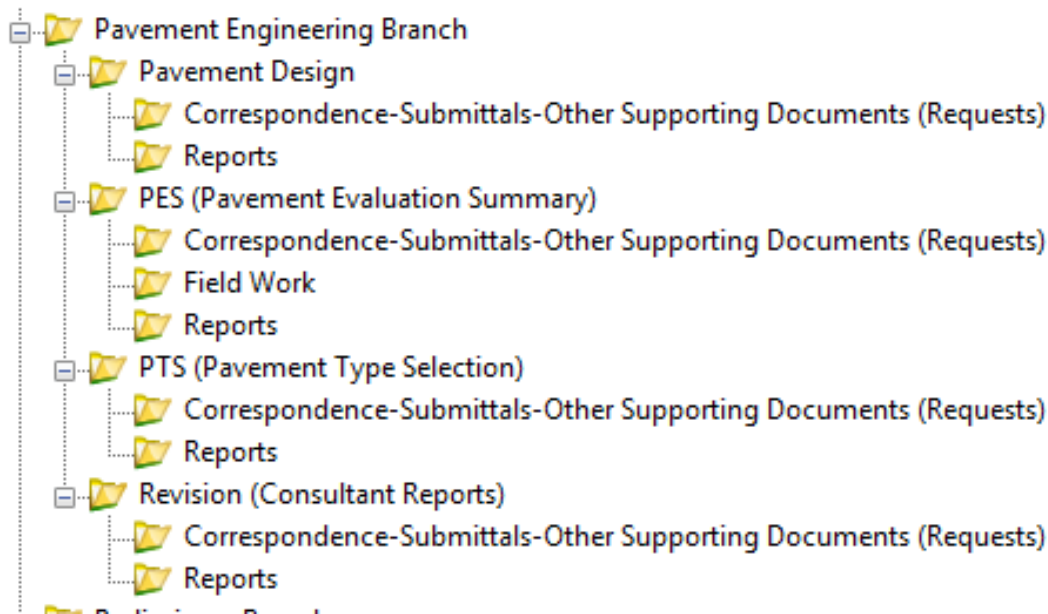 Pavement Engineering Branch
Pavement Design
Correspondence-Submittals-Other Supporting Documents (Requests)
Reports
PES (Pavement Evaluation Summary)
Correspondence-Submittals-Other Supporting Documents (Requests)
Field Work
Reports
PTS (Pavement Type Selection)
Correspondence-Submittals-Other Supporting Documents (Requests)
Reports
Revision (Consultant Reports)
Correspondence-Submittals-Other Supporting Documents (Requests)
Reports